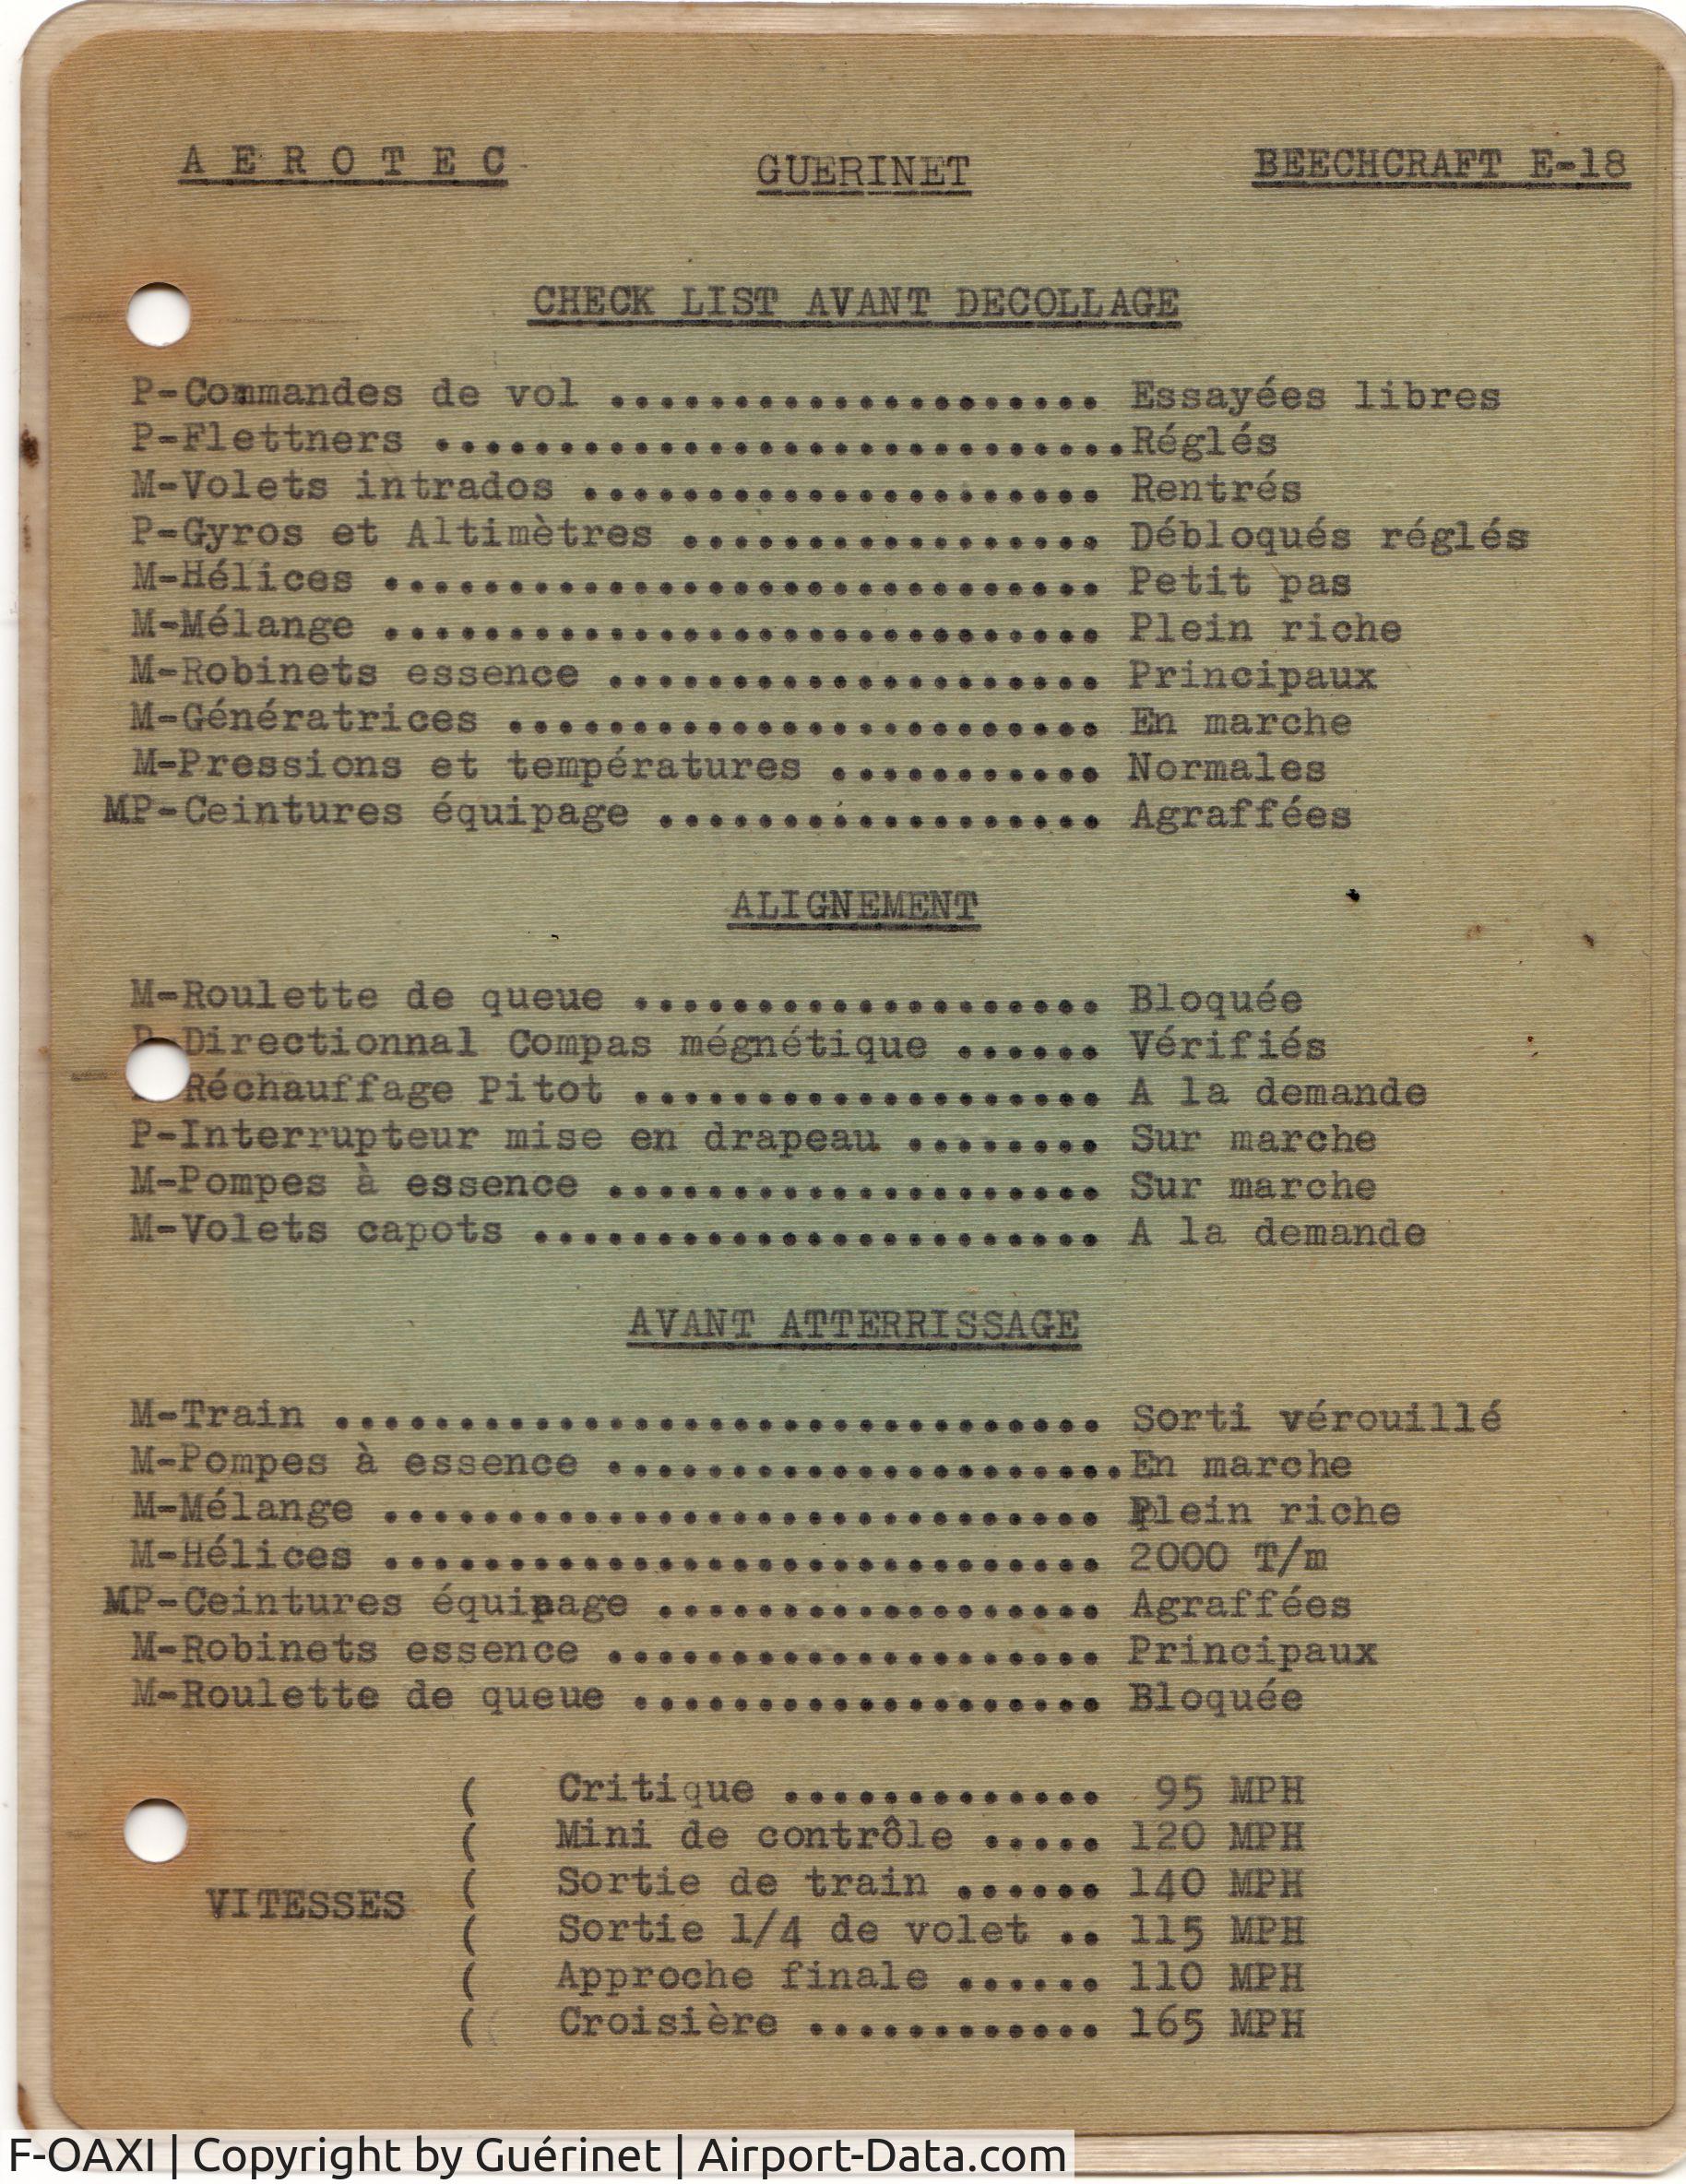 A E R O T E C GUERINET BEECHCRAFT E-18
CHECK LIST AVANT DECOLLAGE
P-Commandes de vol .................... Essayées libres
P-Flettners ............................Réglés
M-Volets intrados ..................... Rentrés
P-Gyros et Altimètres ................. Débloqués réglés
M-Hélices ............................. Petit pas
M-Mélange ............................. Plein riche
M-Robinets essence .................... Principaux
M-Génératrices ........................ En marche
M-Pressions et températures ........... Normales
MP-Ceintures équipage .................. Agraffées
ALIGNEMENT
M-Roulette de queue ................... Bloquée
P-Directionnal Compas mégnétique ...... Vérifiés
Réchauffage Pitot ................... A la demande
P-Interrupteur mise en drapeau ........ Sur marche
M-Pompes à essence .................... Sur marche
M-Volets capots ....................... A la demande
AVANT ATTERRISSAGE
M-Train ............................... Sorti vérouillé
M-Pompes à essence .....................En marche
M-Mélange ............................. Plein riche
M-Hélices ............................. 2000 T/m
MP-Ceintures équipage .................. Agraffées
M-Robinets essence .................... Principaux
M-Roulette de queue ................... Bloquée
( Critique ............. 95 MPH
( Mini de contrôle ..... 120 MPH
( Sortie de train ...... 140 MPH
VITESSES
( Sortie 1/4 de volet .. 115 MPH
( Approche finale ...... 110 MPH
( Croisière ............ 165 MPH
F-OAXI | Copyright by Guérinet | Airport-Data.com